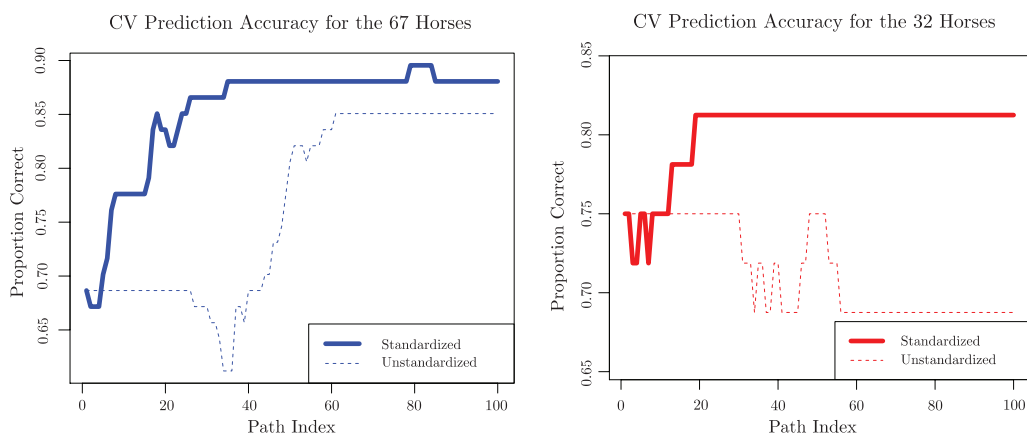 CV Prediction Accuracy for the 67 Horses
0.90
0.85
0.80
0.75
0.70
0.65
Proportion Correct
Standardized
Unstandardized
0 20 40 60 80 100
Path Index
CV Prediction Accuracy for the 32 Horses
0.85
0.80
0.75
0.70
0.65
Proportion Correct
Standardized
Unstandardized
0 20 40 60 80 100
Path Index